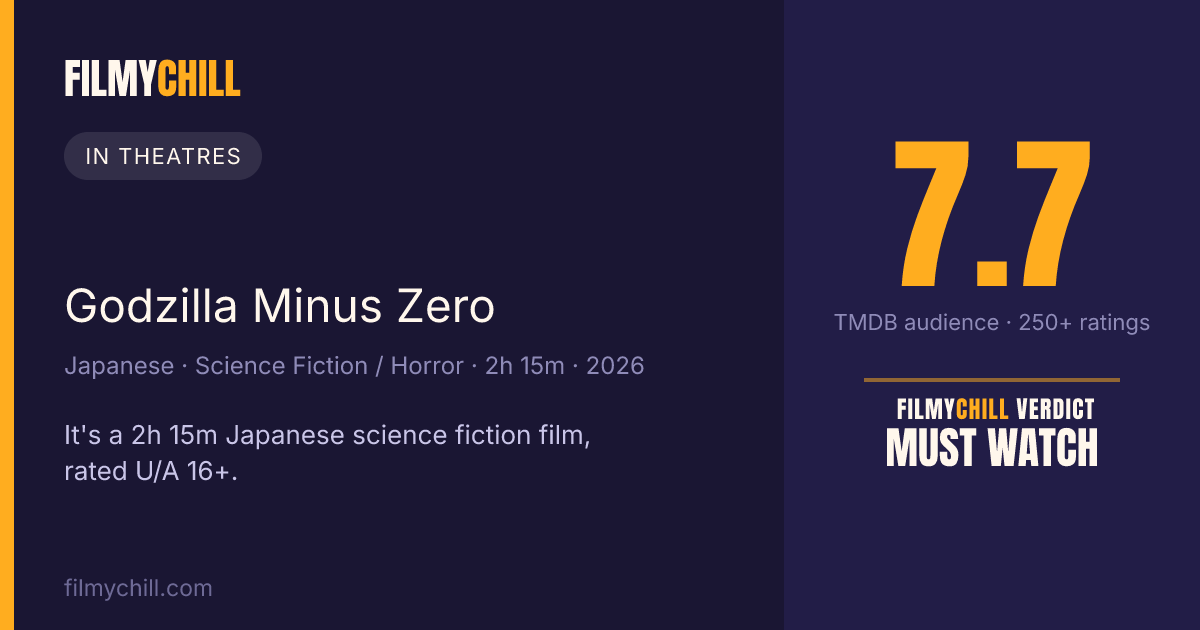 FILMYCHILL
IN THEATRES
Godzilla Minus Zero
Japanese · Science Fiction / Horror · 2h 15m · 2026
It's a 2h 15m Japanese science fiction film,
rated U/A 16+.
filmychill.com
7.7
TMDB audience · 250+ ratings
FILMYCHILL VERDICT
MUST WATCH